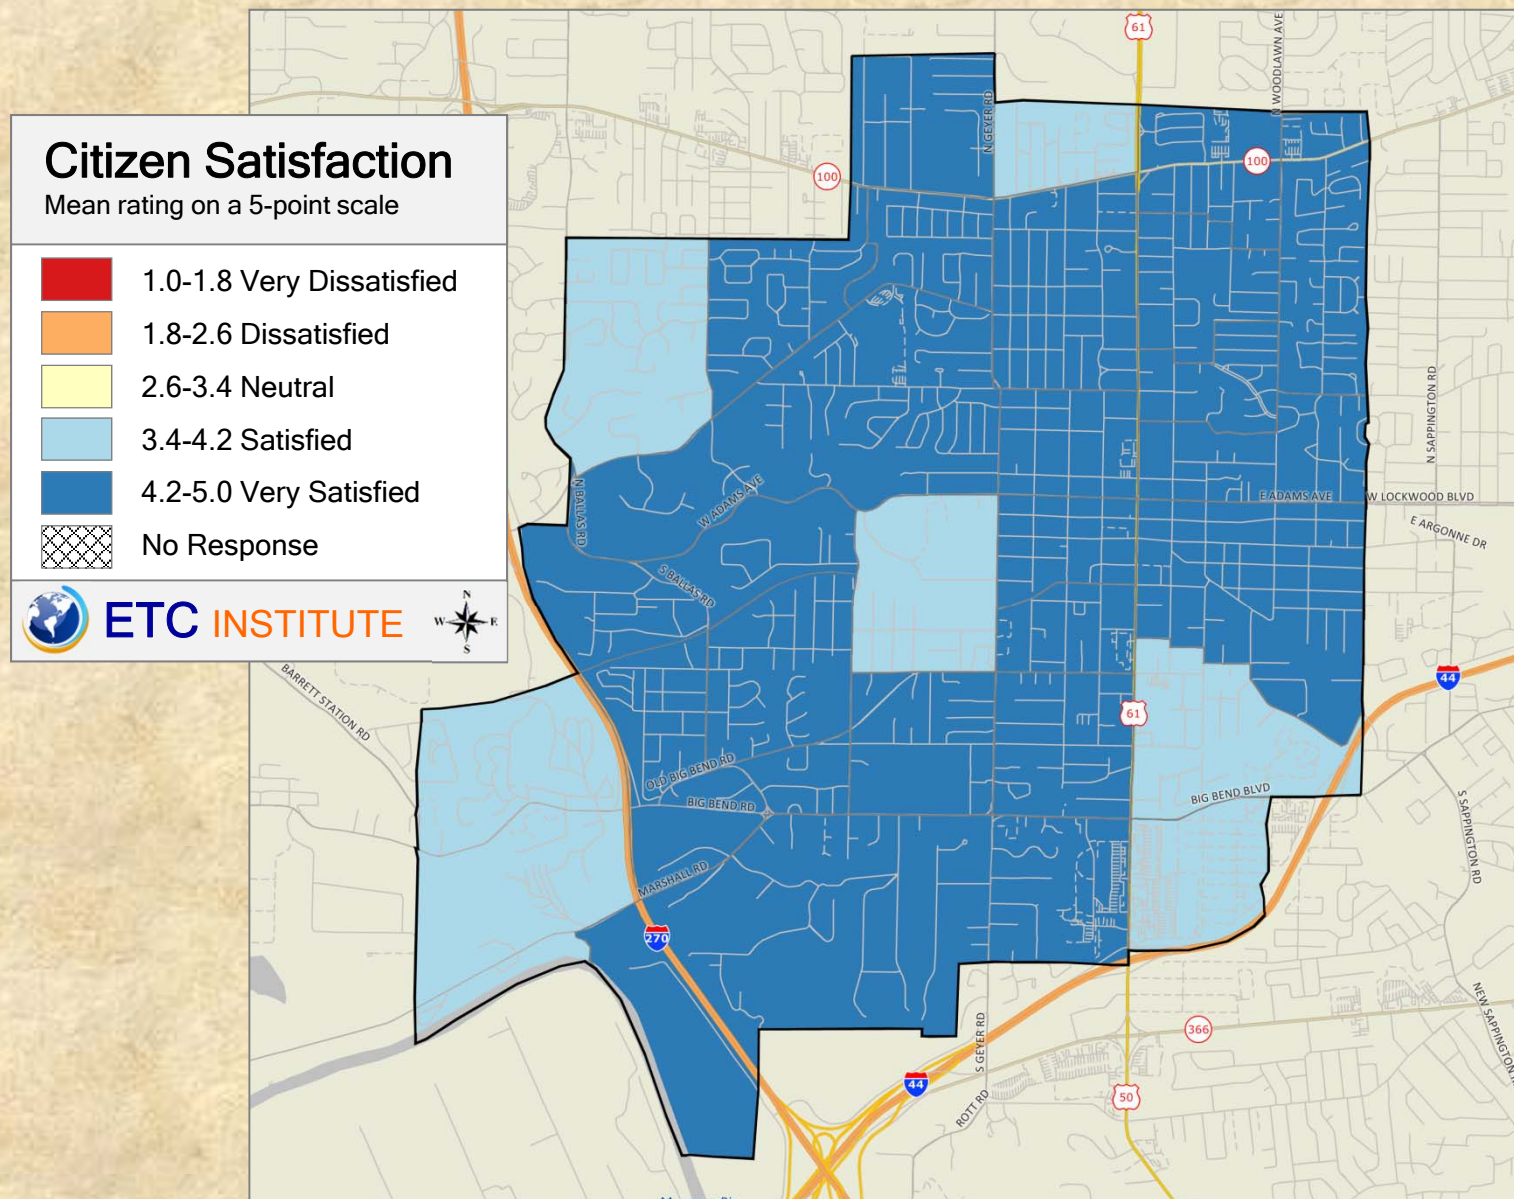 Citizen Satisfaction
Mean rating on a 5-point scale
1.0-1.8 Very Dissatisfied
1.8-2.6 Dissatisfied
2.6-3.4 Neutral
3.4-4.2 Satisfied
4.2-5.0 Very Satisfied
No Response
ETC INSTITUTE
N
W E
S
61
N WOODLAWN AVE
N GEYER RD
100
100
N SAPPINGTON RD
E ADAMS AVE
W LOCKWOOD BLVD
E ARGONNE DR
N BALLAS RD
W ADAMS AVE
S BALLAS RD
BARRETT STATION RD
44
61
OLD BIG BEND RD
BIG BEND RD
BIG BEND BLVD
S SAPPINGTON RD
MARSHALL RD
270
NEW SAPPINGTON
366
S GEYER RD
44
50
ROTT RD